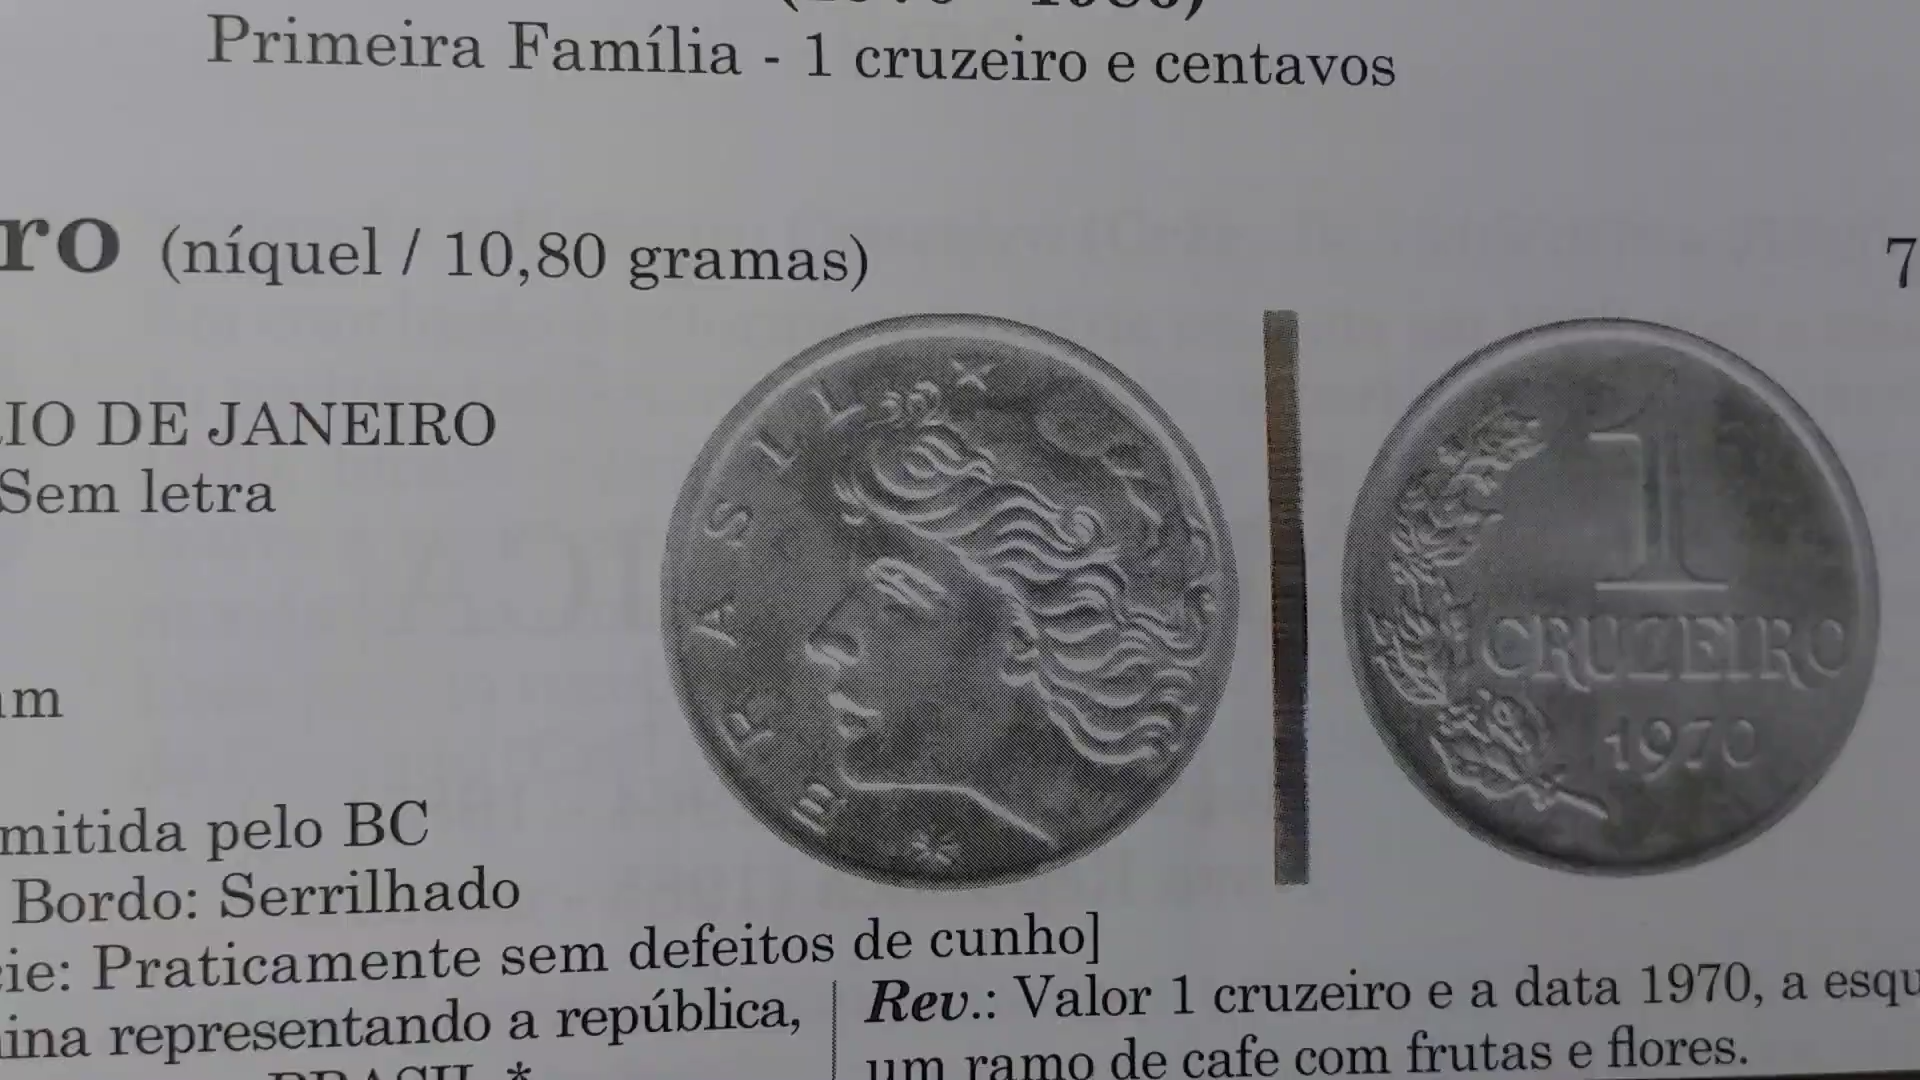 Primeira Família - 1 cruzeiro e centavos
ro (níquel / 10,80 gramas)
7
IO DE JANEIRO
Sem letra
m
mitida pelo BC
Bordo: Serrilhado
ie: Praticamente sem defeitos de cunho]
ina representando a república,
BRASIL *
Rev.: Valor 1 cruzeiro e a data 1970, a esqu
um ramo de cafe com frutas e flores.
BRASIL
1
CRUZEIRO
1970